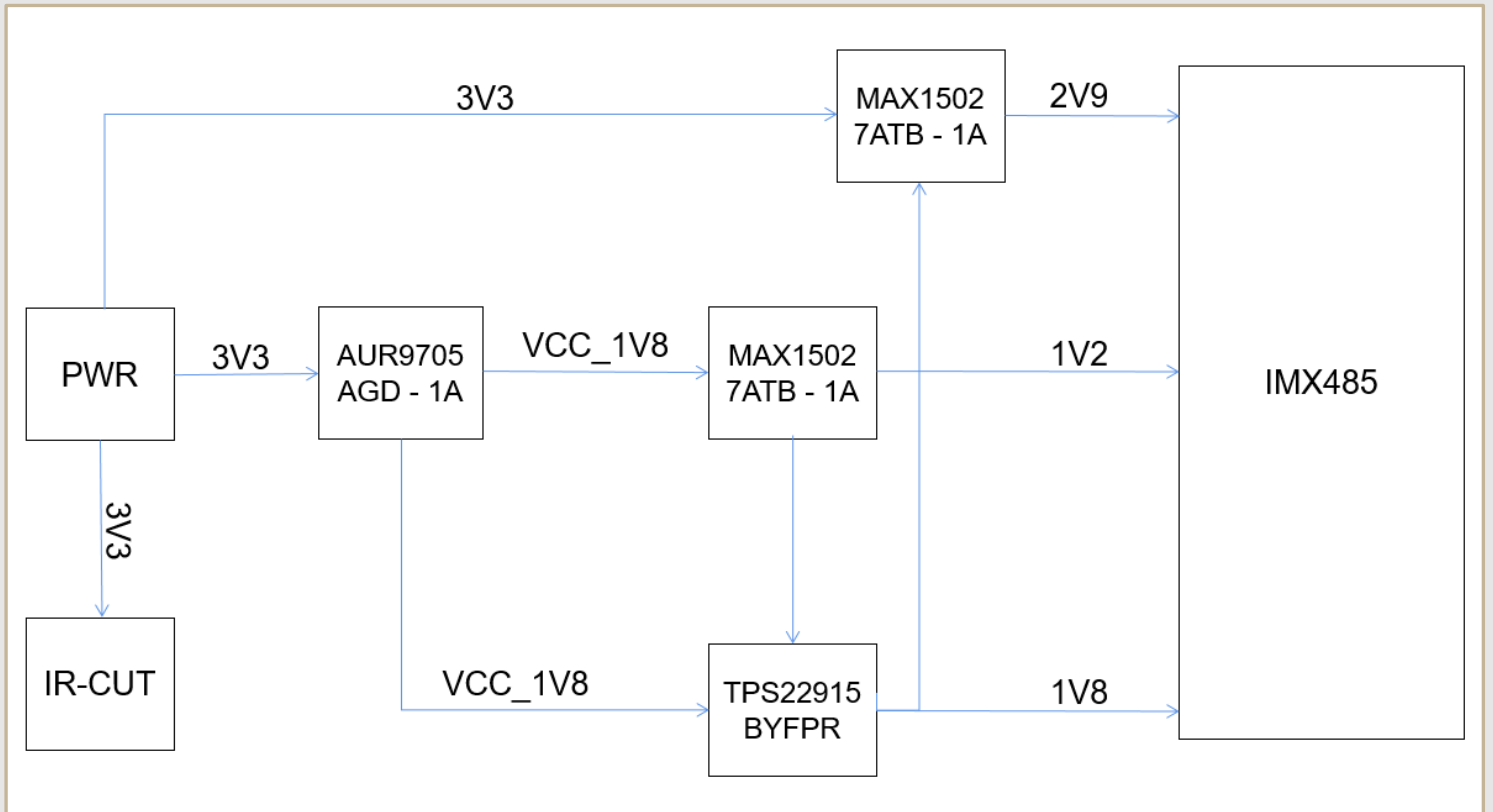 3V3
MAX1502
7ATB - 1A
2V9
PWR
3V3
AUR9705
AGD - 1A
VCC_1V8
MAX1502
7ATB - 1A
1V2
IMX485
3V3
IR-CUT
VCC_1V8
TPS22915
BYFPR
1V8